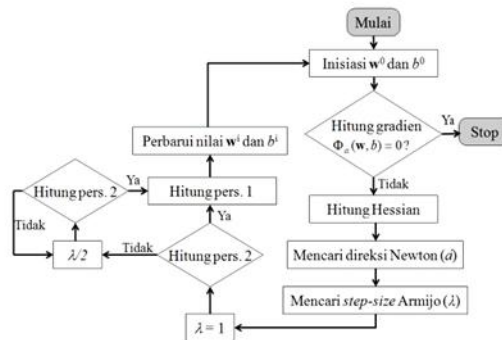 Mulai
Inisiasi w⁰ dan b⁰
Hitung gradien
Φₐ(w, b) = 0 ?
Ya
Stop
Tidak
Hitung Hessian
Mencari direksi Newton (d)
Mencari step-size Armijo (λ)
λ = 1
Hitung pers. 2
Ya
Tidak
Hitung pers. 1
Perbarui nilai wⁱ dan bⁱ
λ/2
Hitung pers. 2
Ya
Tidak